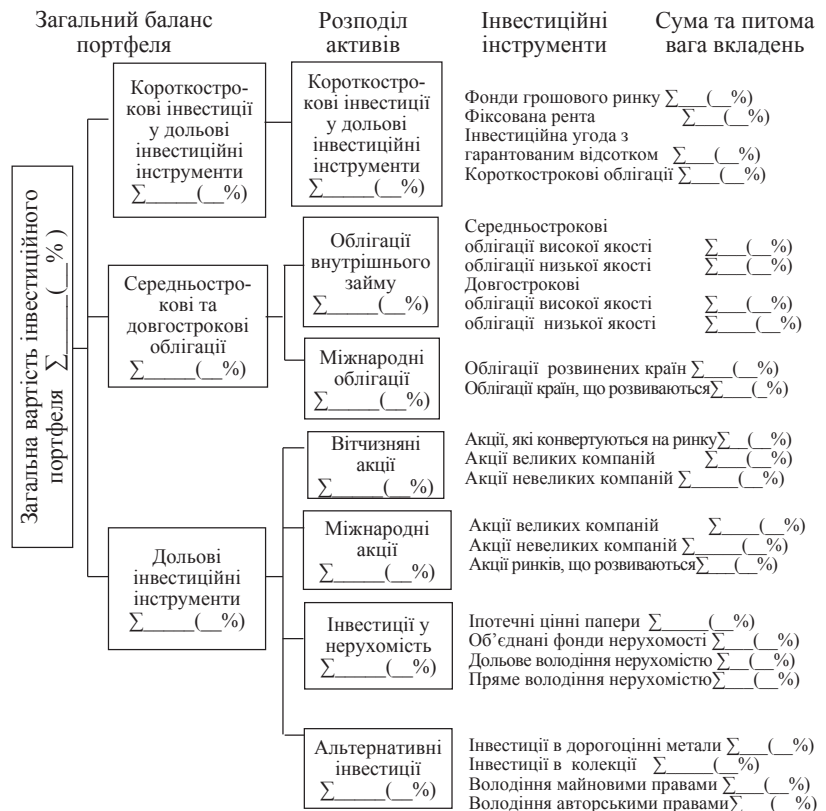 Загальний баланс
портфеля
Розподіл
активів
Інвестиційні
інструменти
Сума та питома
вага вкладень
Загальна вартість інвестиційного
портфеля ∑_____(__%)
Короткостро-
кові інвестиції
у дольові
інвестиційні
інструменти
∑_____(__%)
Короткостро-
кові інвестиції
у дольові
інвестиційні
інструменти
∑_____(__%)
Фонди грошового ринку ∑___(__%)
Фіксована рента ∑___(__%)
Інвестиційна угода з
гарантованим відсотком ∑___(__%)
Короткострокові облігації ∑___(__%)
Середньостро-
кові та
довгострокові
облігації
∑_____(__%)
Облігації
внутрішнього
займу
∑_____(__%)
Середньострокові
облігації високої якості ∑___(__%)
облігації низької якості ∑___(__%)
Довгострокові
облігації високої якості ∑___(__%)
облігації низької якості ∑____(__%)
Міжнародні
облігації
∑_____(__%)
Облігації розвинених країн ∑___(__%)
Облігації країн, що розвиваються∑___(_%)
Дольові
інвестиційні
інструменти
∑_____(__%)
Вітчизняні
акції
∑_____(__%)
Акції, які конвертуються на ринку∑__(__%)
Акції великих компаній ∑___(__%)
Акції невеликих компаній ∑____(__%)
Міжнародні
акції
∑_____(__%)
Акції великих компаній ∑____(__%)
Акції невеликих компаній ∑____(__%)
Акції ринків, що розвиваються∑___(__%)
Інвестиції у
нерухомість
∑_____(__%)
Іпотечні цінні папери ∑____(__%)
Об’єднані фонди нерухомості ∑___(__%)
Дольове володіння нерухомістю ∑___(__%)
Пряме володіння нерухомістю∑___(__%)
Альтернативні
інвестиції
∑_____(__%)
Інвестиції в дорогоцінні метали ∑___(__%)
Інвестиції в колекції ∑____(__%)
Володіння майновими правами ∑___(__%)
Володіння авторськими правами∑___(__%)